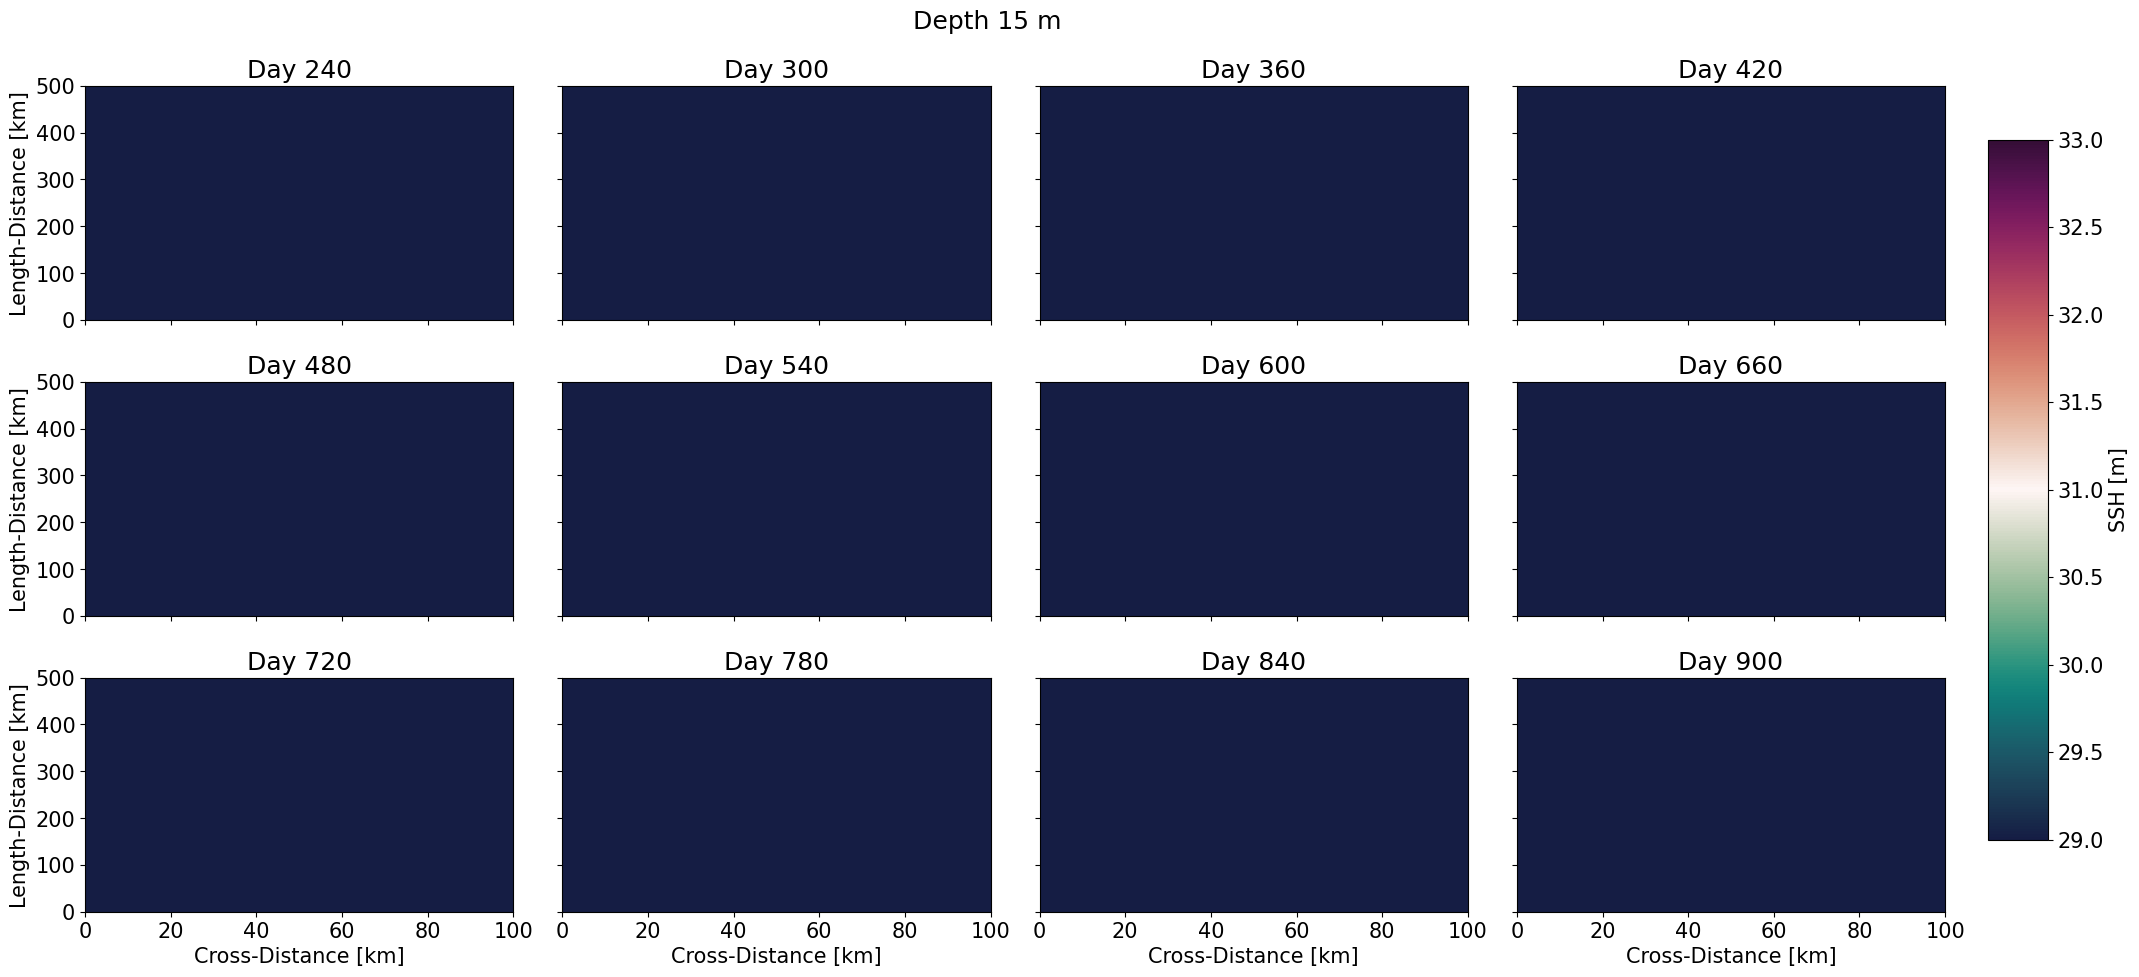 Depth 15 m
Day 240
Day 300
Day 360
Day 420
Length-Distance [km]
500
400
300
200
100
0
Day 480
Day 540
Day 600
Day 660
Length-Distance [km]
500
400
300
200
100
0
Day 720
Day 780
Day 840
Day 900
Length-Distance [km]
500
400
300
200
100
0
0 20 40 60 80 100
Cross-Distance [km]
0 20 40 60 80 100
Cross-Distance [km]
0 20 40 60 80 100
Cross-Distance [km]
0 20 40 60 80 100
Cross-Distance [km]
33.0
32.5
32.0
31.5
31.0
30.5
30.0
29.5
29.0
SSH [m]